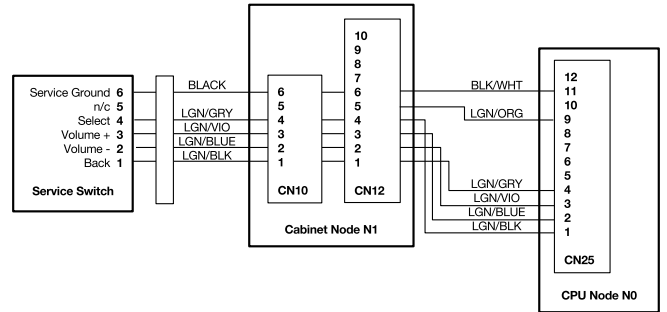 Service Ground 6
n/c 5
Select 4
Volume + 3
Volume - 2
Back 1
Service Switch
BLACK
LGN/GRY
LGN/VIO
LGN/BLUE
LGN/BLK
6
5
4
3
2
1
CN10
10
9
8
7
6
5
4
3
2
1
CN12
Cabinet Node N1
BLK/WHT
LGN/ORG
LGN/GRY
LGN/VIO
LGN/BLUE
LGN/BLK
12
11
10
9
8
7
6
5
4
3
2
1
CN25
CPU Node N0